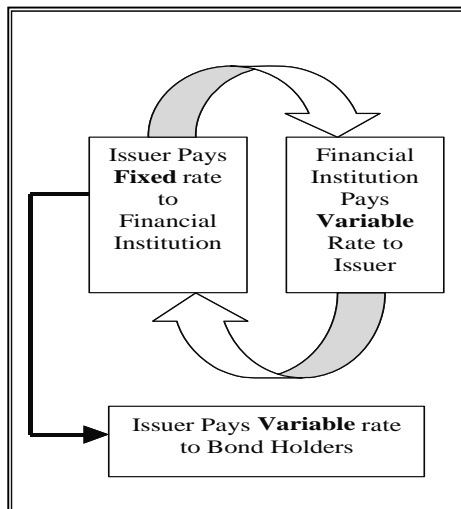 Issuer Pays
Fixed rate
to
Financial
Institution
Financial
Institution
Pays
Variable
Rate to
Issuer
Issuer Pays Variable rate
to Bond Holders